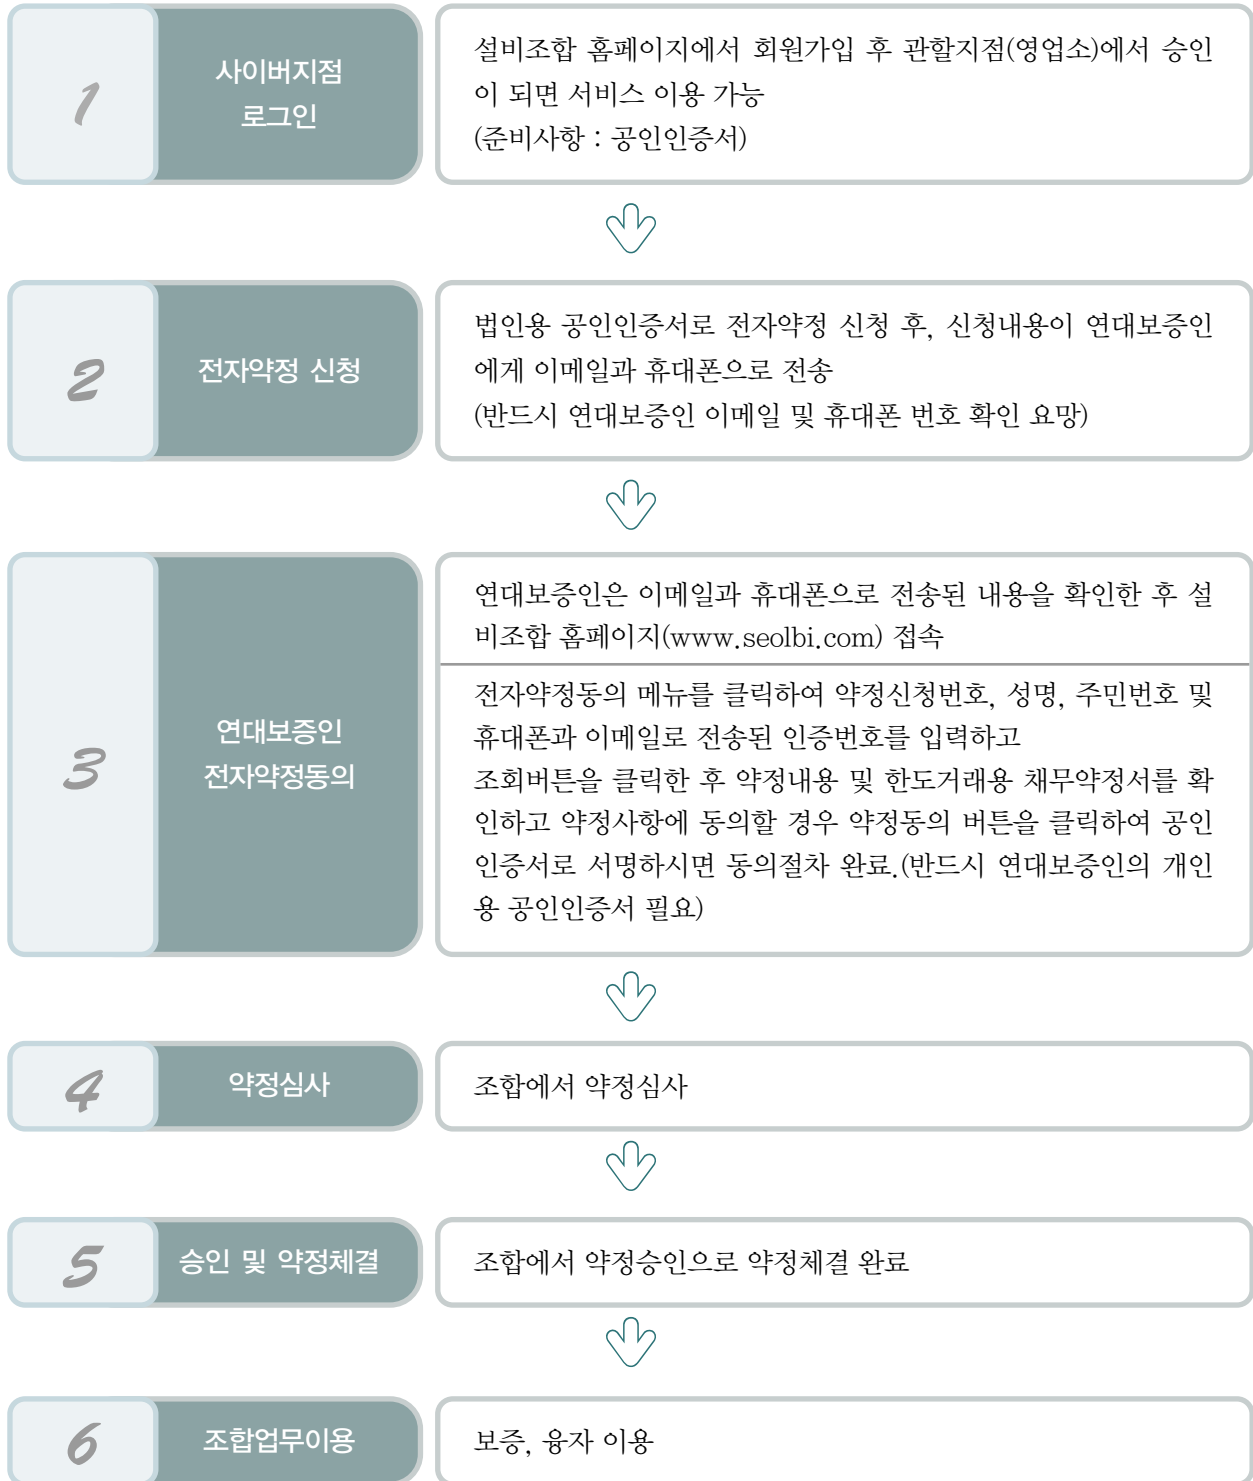 1
사이버지점
로그인
설비조합 홈페이지에서 회원가입 후 관할지점(영업소)에서 승인
이 되면 서비스 이용 가능
(준비사항 : 공인인증서)
2
전자약정 신청
법인용 공인인증서로 전자약정 신청 후, 신청내용이 연대보증인
에게 이메일과 휴대폰으로 전송
(반드시 연대보증인 이메일 및 휴대폰 번호 확인 요망)
3
연대보증인
전자약정동의
연대보증인은 이메일과 휴대폰으로 전송된 내용을 확인한 후 설
비조합 홈페이지(www.seolbi.com) 접속
전자약정동의 메뉴를 클릭하여 약정신청번호, 성명, 주민번호 및
휴대폰과 이메일로 전송된 인증번호를 입력하고
조회버튼을 클릭한 후 약정내용 및 한도거래용 채무약정서를 확
인하고 약정사항에 동의할 경우 약정동의 버튼을 클릭하여 공인
인증서로 서명하시면 동의절차 완료.(반드시 연대보증인의 개인
용 공인인증서 필요)
4
약정심사
조합에서 약정심사
5
승인 및 약정체결
조합에서 약정승인으로 약정체결 완료
6
조합업무이용
보증, 융자 이용